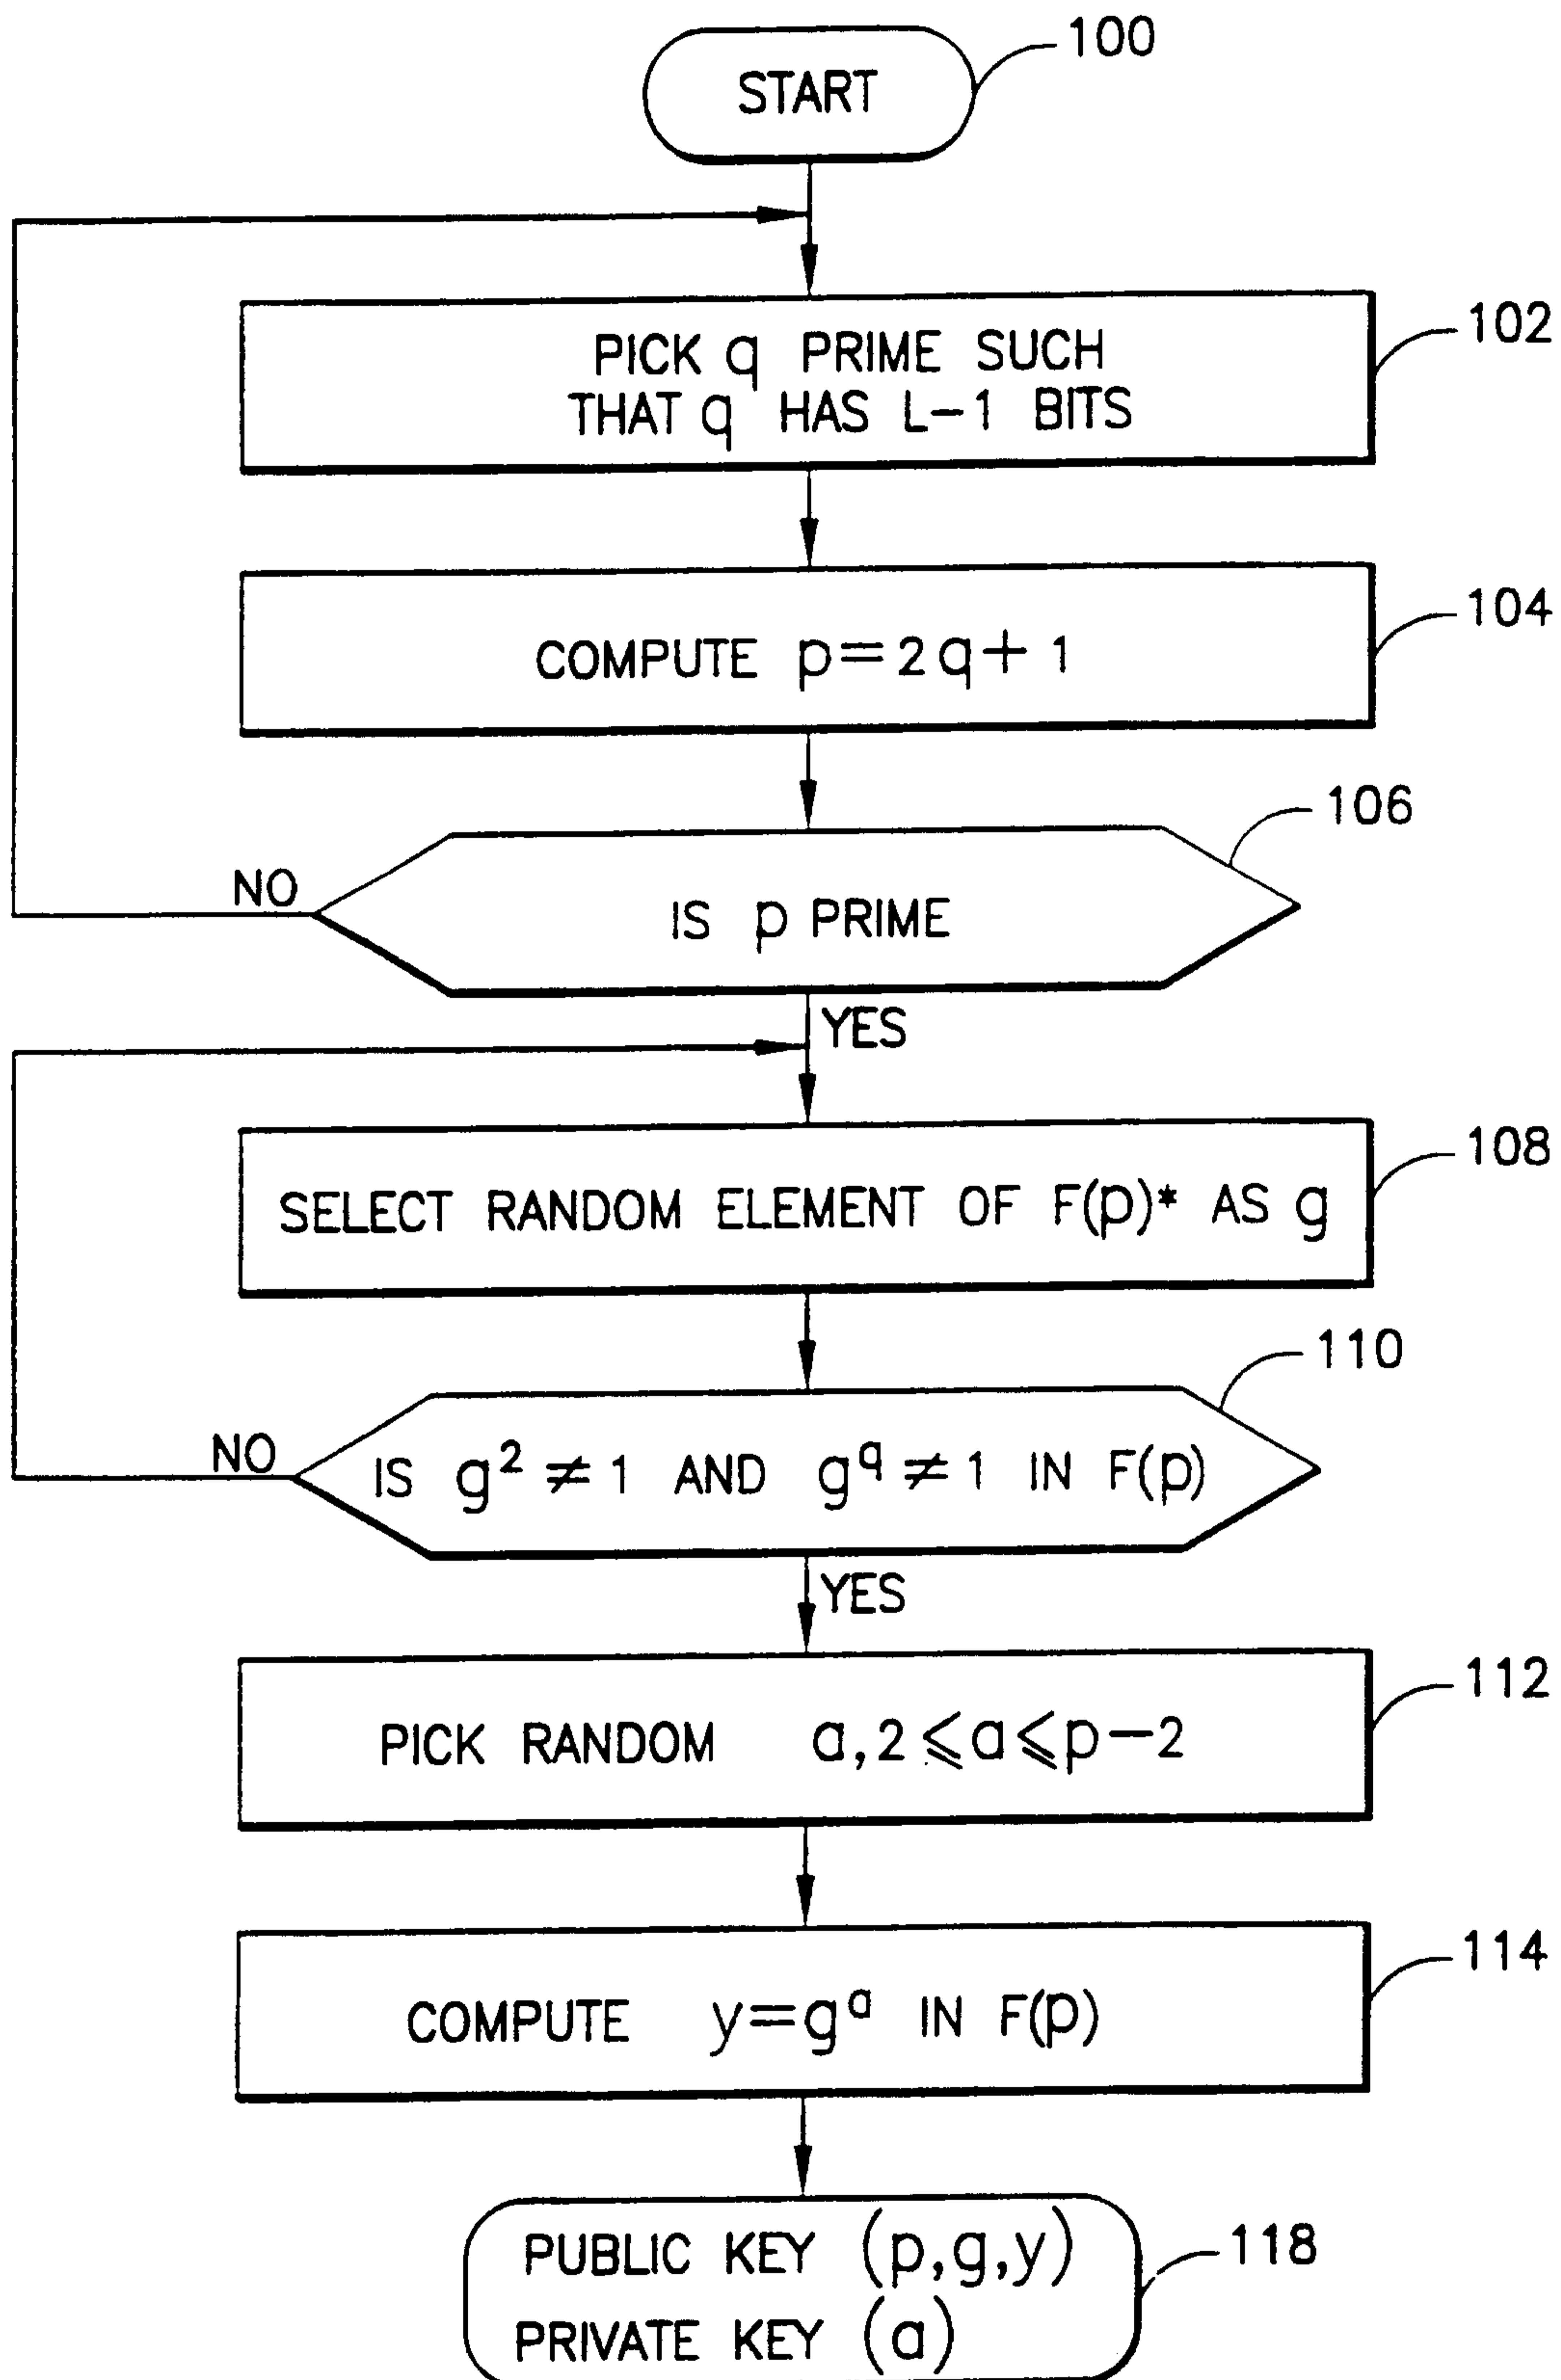 START
100
PICK q PRIME SUCH
THAT q HAS L-1 BITS
102
COMPUTE p=2q+1
104
106
NO
IS p PRIME
YES
108
SELECT RANDOM ELEMENT OF F(p)* AS g
110
NO
IS g² ≠ 1 AND g^q ≠ 1 IN F(p)
YES
112
PICK RANDOM a, 2 ⩽ a ⩽ p-2
114
COMPUTE y=g^a IN F(p)
PUBLIC KEY (p,g,y)
118
PRIVATE KEY (a)